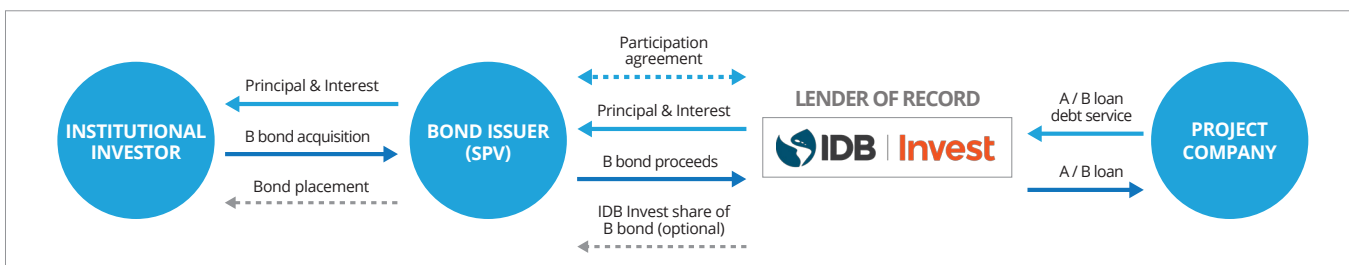 INSTITUTIONAL
INVESTOR
Principal & Interest
B bond acquisition
Bond placement
BOND ISSUER
(SPV)
Participation
agreement
Principal & Interest
B bond proceeds
IDB Invest share of
B bond (optional)
LENDER OF RECORD
IDB | Invest
A / B loan
debt service
A / B loan
PROJECT
COMPANY